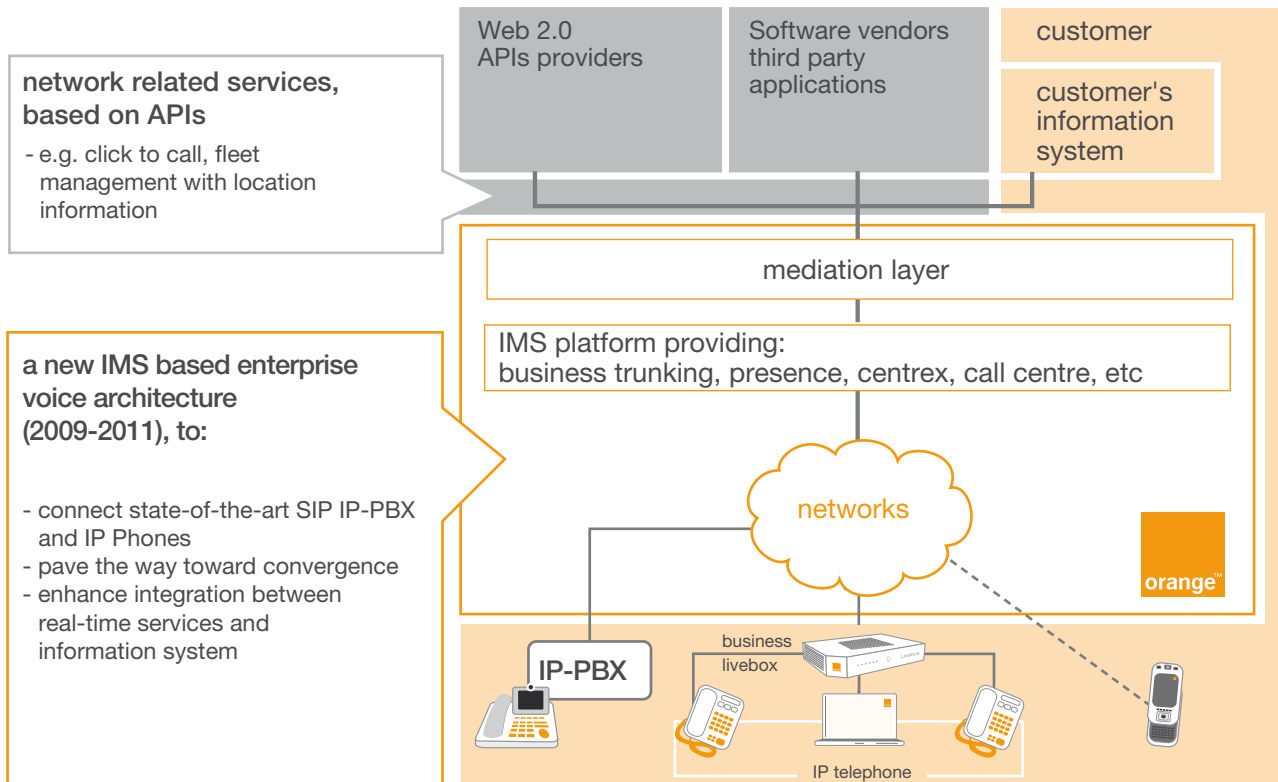 network related services,
based on APIs
- e.g. click to call, fleet
management with location
information
Web 2.0
APIs providers
Software vendors
third party
applications
customer
customer's
information
system
mediation layer
IMS platform providing:
business trunking, presence, centrex, call centre, etc
networks
orange™
a new IMS based enterprise
voice architecture
(2009-2011), to:
- connect state-of-the-art SIP IP-PBX
and IP Phones
- pave the way toward convergence
- enhance integration between
real-time services and
information system
IP-PBX
business
livebox
IP telephone